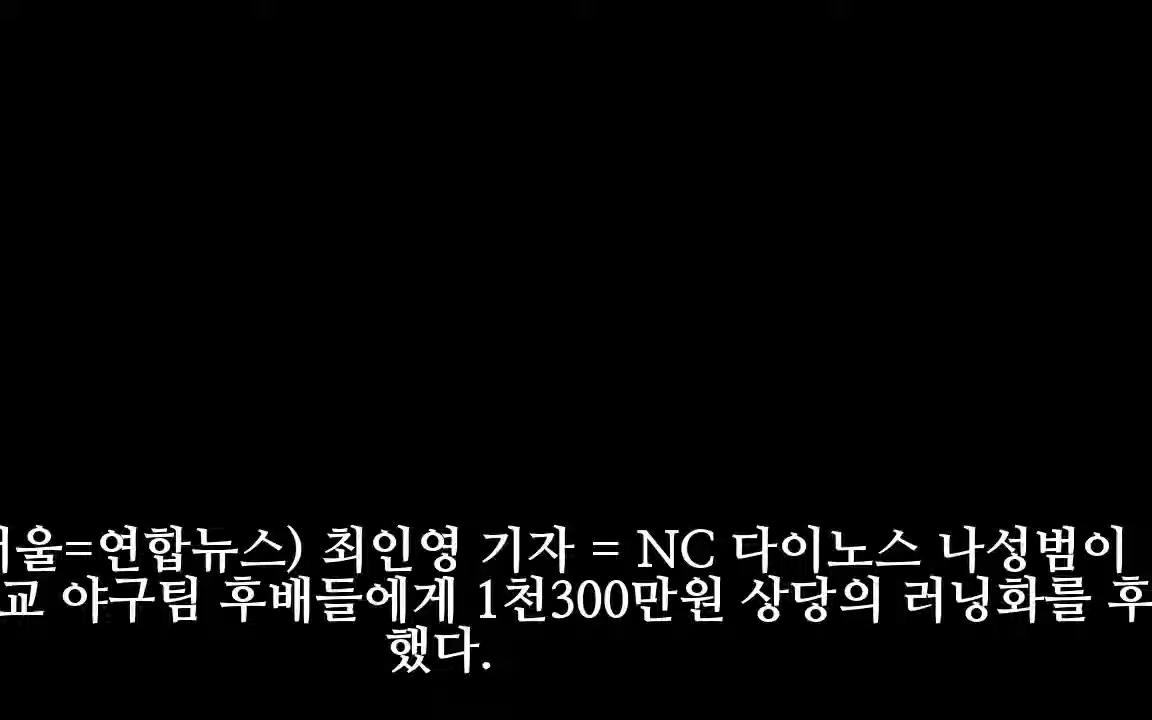 울=연합뉴스) 최인영 기자 = NC 다이노스 나성범이
교 야구팀 후배들에게 1천300만원 상당의 러닝화를 후
했다.